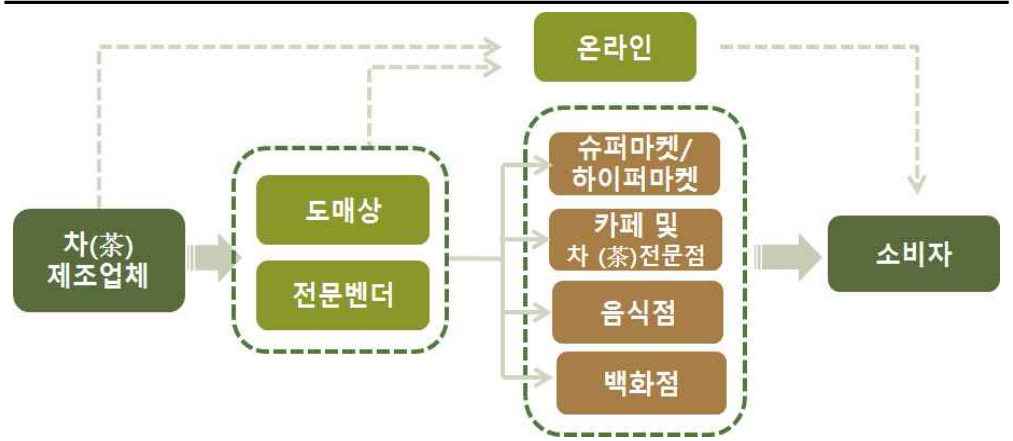 온라인
슈퍼마켓/
하이퍼마켓
도매상
카페 및
차 (茶)전문점
차(茶)
제조업체
소비자
전문벤더
음식점
백화점